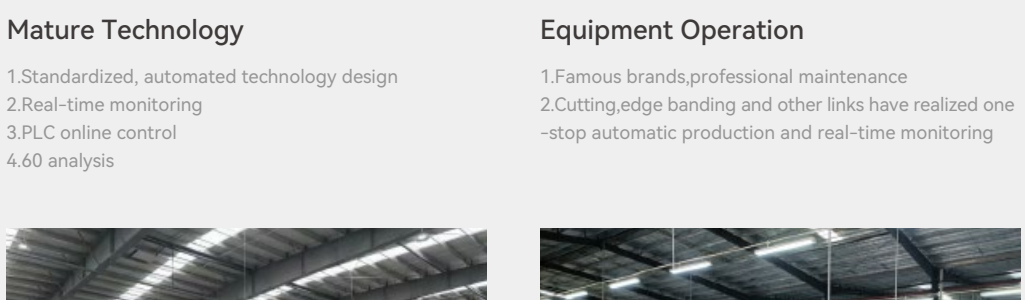 Mature Technology
1.Standardized, automated technology design
2.Real-time monitoring
3.PLC online control
4.60 analysis
Equipment Operation
1.Famous brands,professional maintenance
2.Cutting,edge banding and other links have realized one
-stop automatic production and real-time monitoring